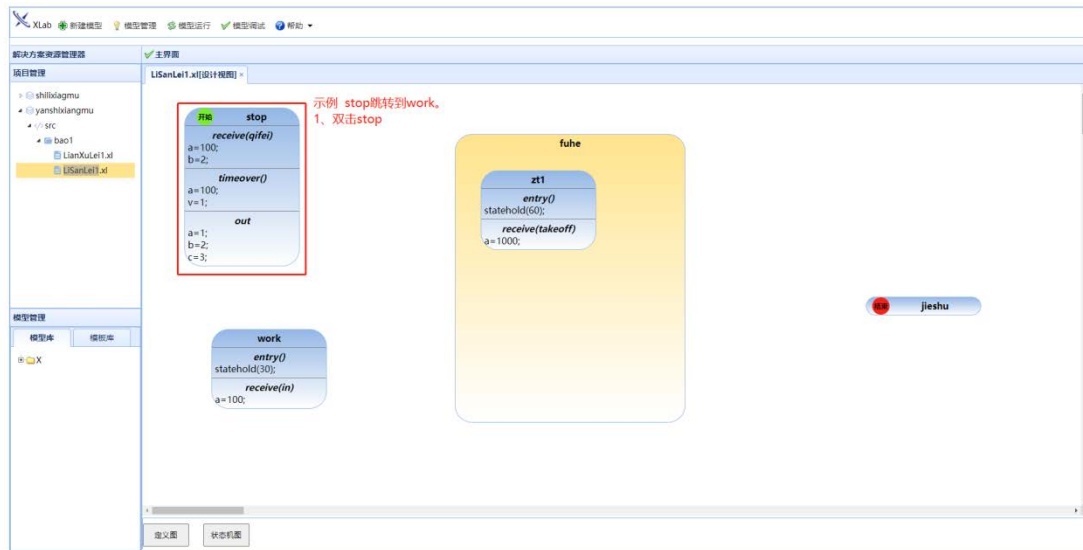 XLab 新建模型 模型管理 模型运行 模型调试 帮助
解决方案资源管理器
主界面
项目管理
LiSanLei1.xl[设计视图] ×
shilixiagmu
yanshixiangmu
src
bao1
LianXuLei1.xl
LiSanLei1.xl
示例 stop跳转到work。
1、双击stop
开始 stop
receive(qifei)
a=100;
b=2;
timeover()
a=100;
v=1;
out
a=1;
b=2;
c=3;
fuhe
zt1
entry()
statehold(60);
receive(takeoff)
a=1000;
结束 jieshu
work
entry()
statehold(30);
receive(in)
a=100;
模型管理
模型库 模板库
X
定义图 状态机图